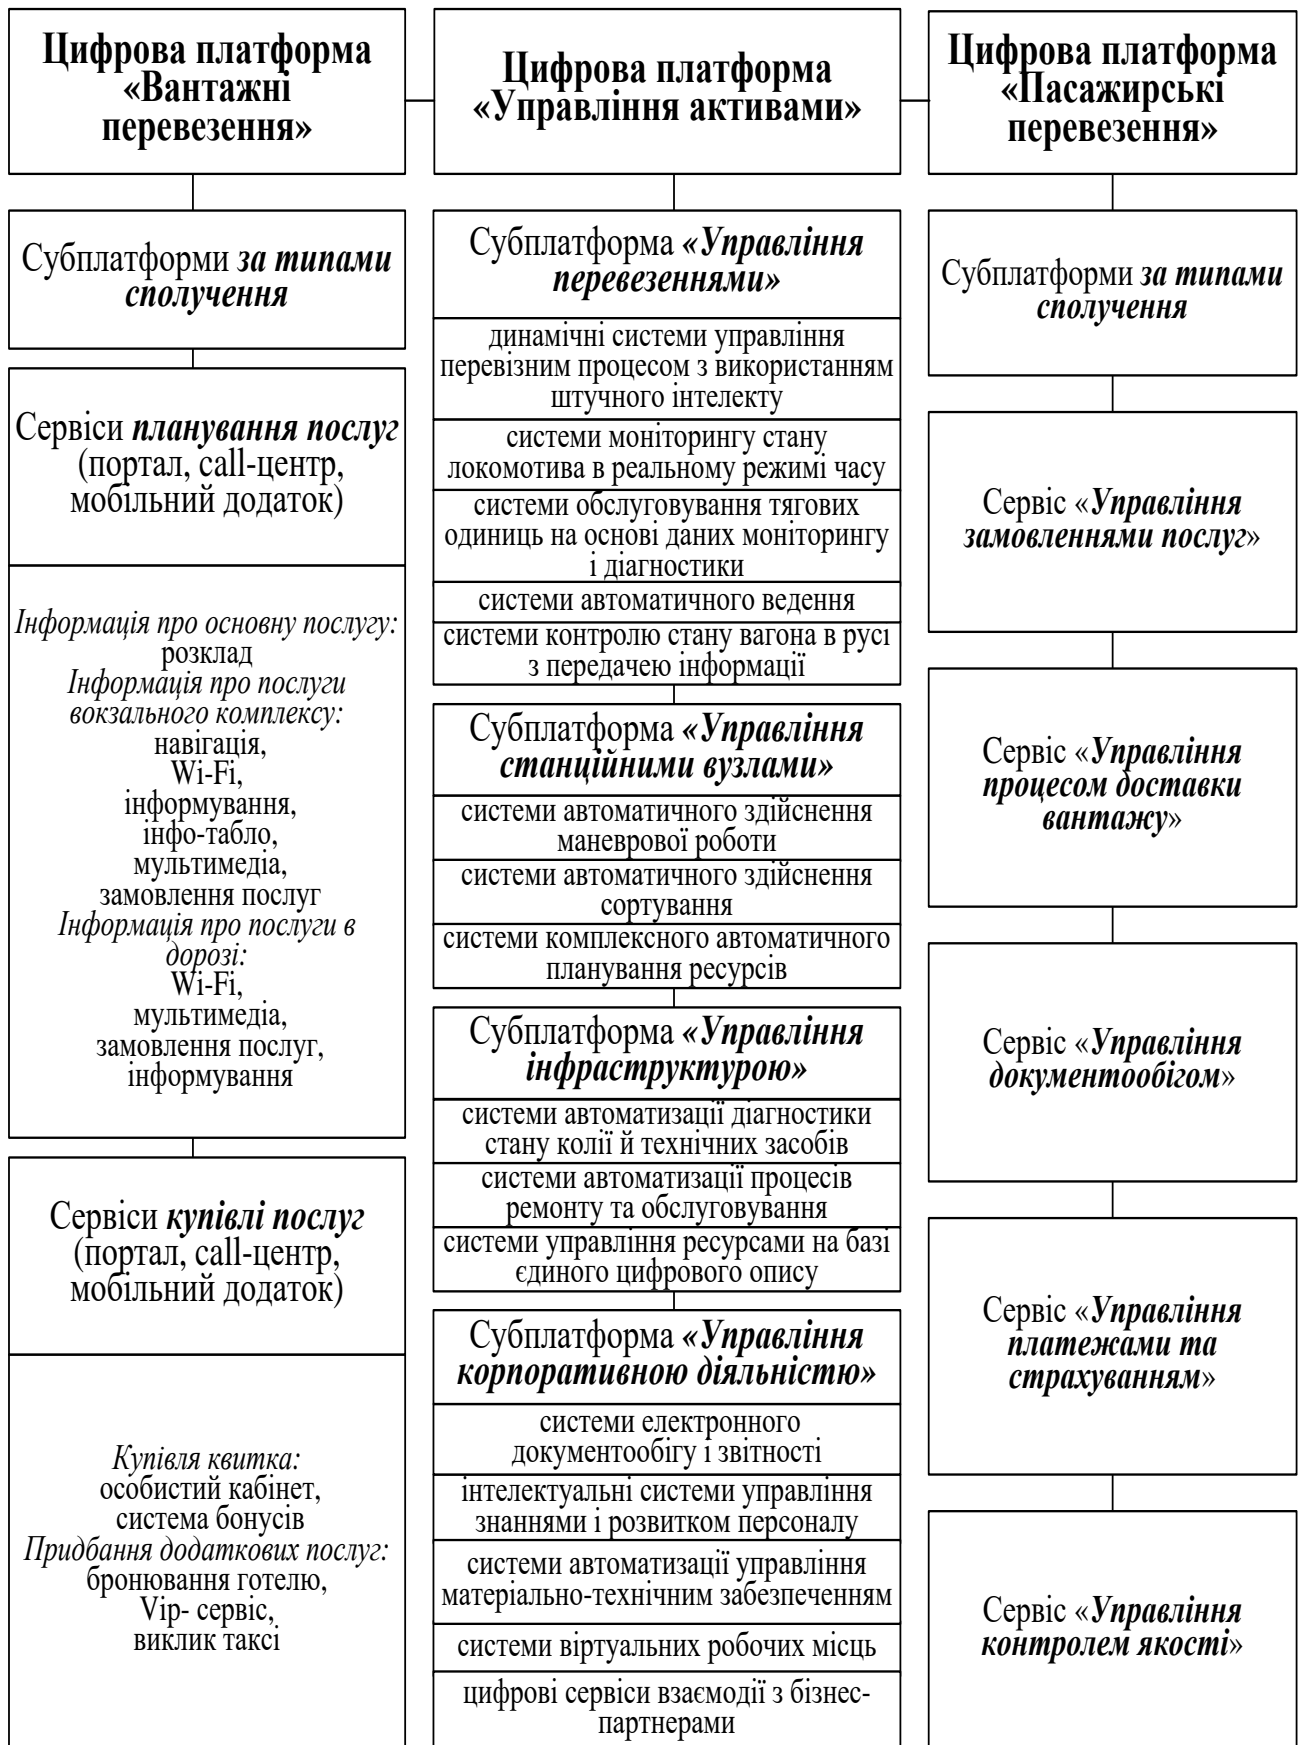 Цифрова платформа
«Вантажні
перевезення»
Субплатформи за типами
сполучення
Сервіси планування послуг
(портал, call-центр,
мобільний додаток)
Інформація про основну послугу:
розклад
Інформація про послуги
вокзального комплексу:
навігація,
Wi-Fi,
інформування,
інфо-табло,
мультимедіа,
замовлення послуг
Інформація про послуги в
дорозі:
Wi-Fi,
мультимедіа,
замовлення послуг,
інформування
Сервіси купівлі послуг
(портал, call-центр,
мобільний додаток)
Купівля квитка:
особистий кабінет,
система бонусів
Придбання додаткових послуг:
бронювання готелю,
Vip- сервіс,
виклик таксі
Цифрова платформа
«Управління активами»
Субплатформа «Управління
перевезеннями»
динамічні системи управління
перевізним процесом з використанням
штучного інтелекту
системи моніторингу стану
локомотива в реальному режимі часу
системи обслуговування тягових
одиниць на основі даних моніторингу
і діагностики
системи автоматичного ведення
системи контролю стану вагона в русі
з передачею інформації
Субплатформа «Управління
станційними вузлами»
системи автоматичного здійснення
маневрової роботи
системи автоматичного здійснення
сортування
системи комплексного автоматичного
планування ресурсів
Субплатформа «Управління
інфраструктурою»
системи автоматизації діагностики
стану колії й технічних засобів
системи автоматизації процесів
ремонту та обслуговування
системи управління ресурсами на базі
єдиного цифрового опису
Субплатформа «Управління
корпоративною діяльністю»
системи електронного
документообігу і звітності
інтелектуальні системи управління
знаннями і розвитком персоналу
системи автоматизації управління
матеріально-технічним забезпеченням
системи віртуальних робочих місць
цифрові сервіси взаємодії з бізнес-
партнерами
Цифрова платформа
«Пасажирські
перевезення»
Субплатформи за типами
сполучення
Сервіс «Управління
замовленнями послуг»
Сервіс «Управління
процесом доставки
вантажу»
Сервіс «Управління
документообігом»
Сервіс «Управління
платежами та
страхуванням»
Сервіс «Управління
контролем якості»